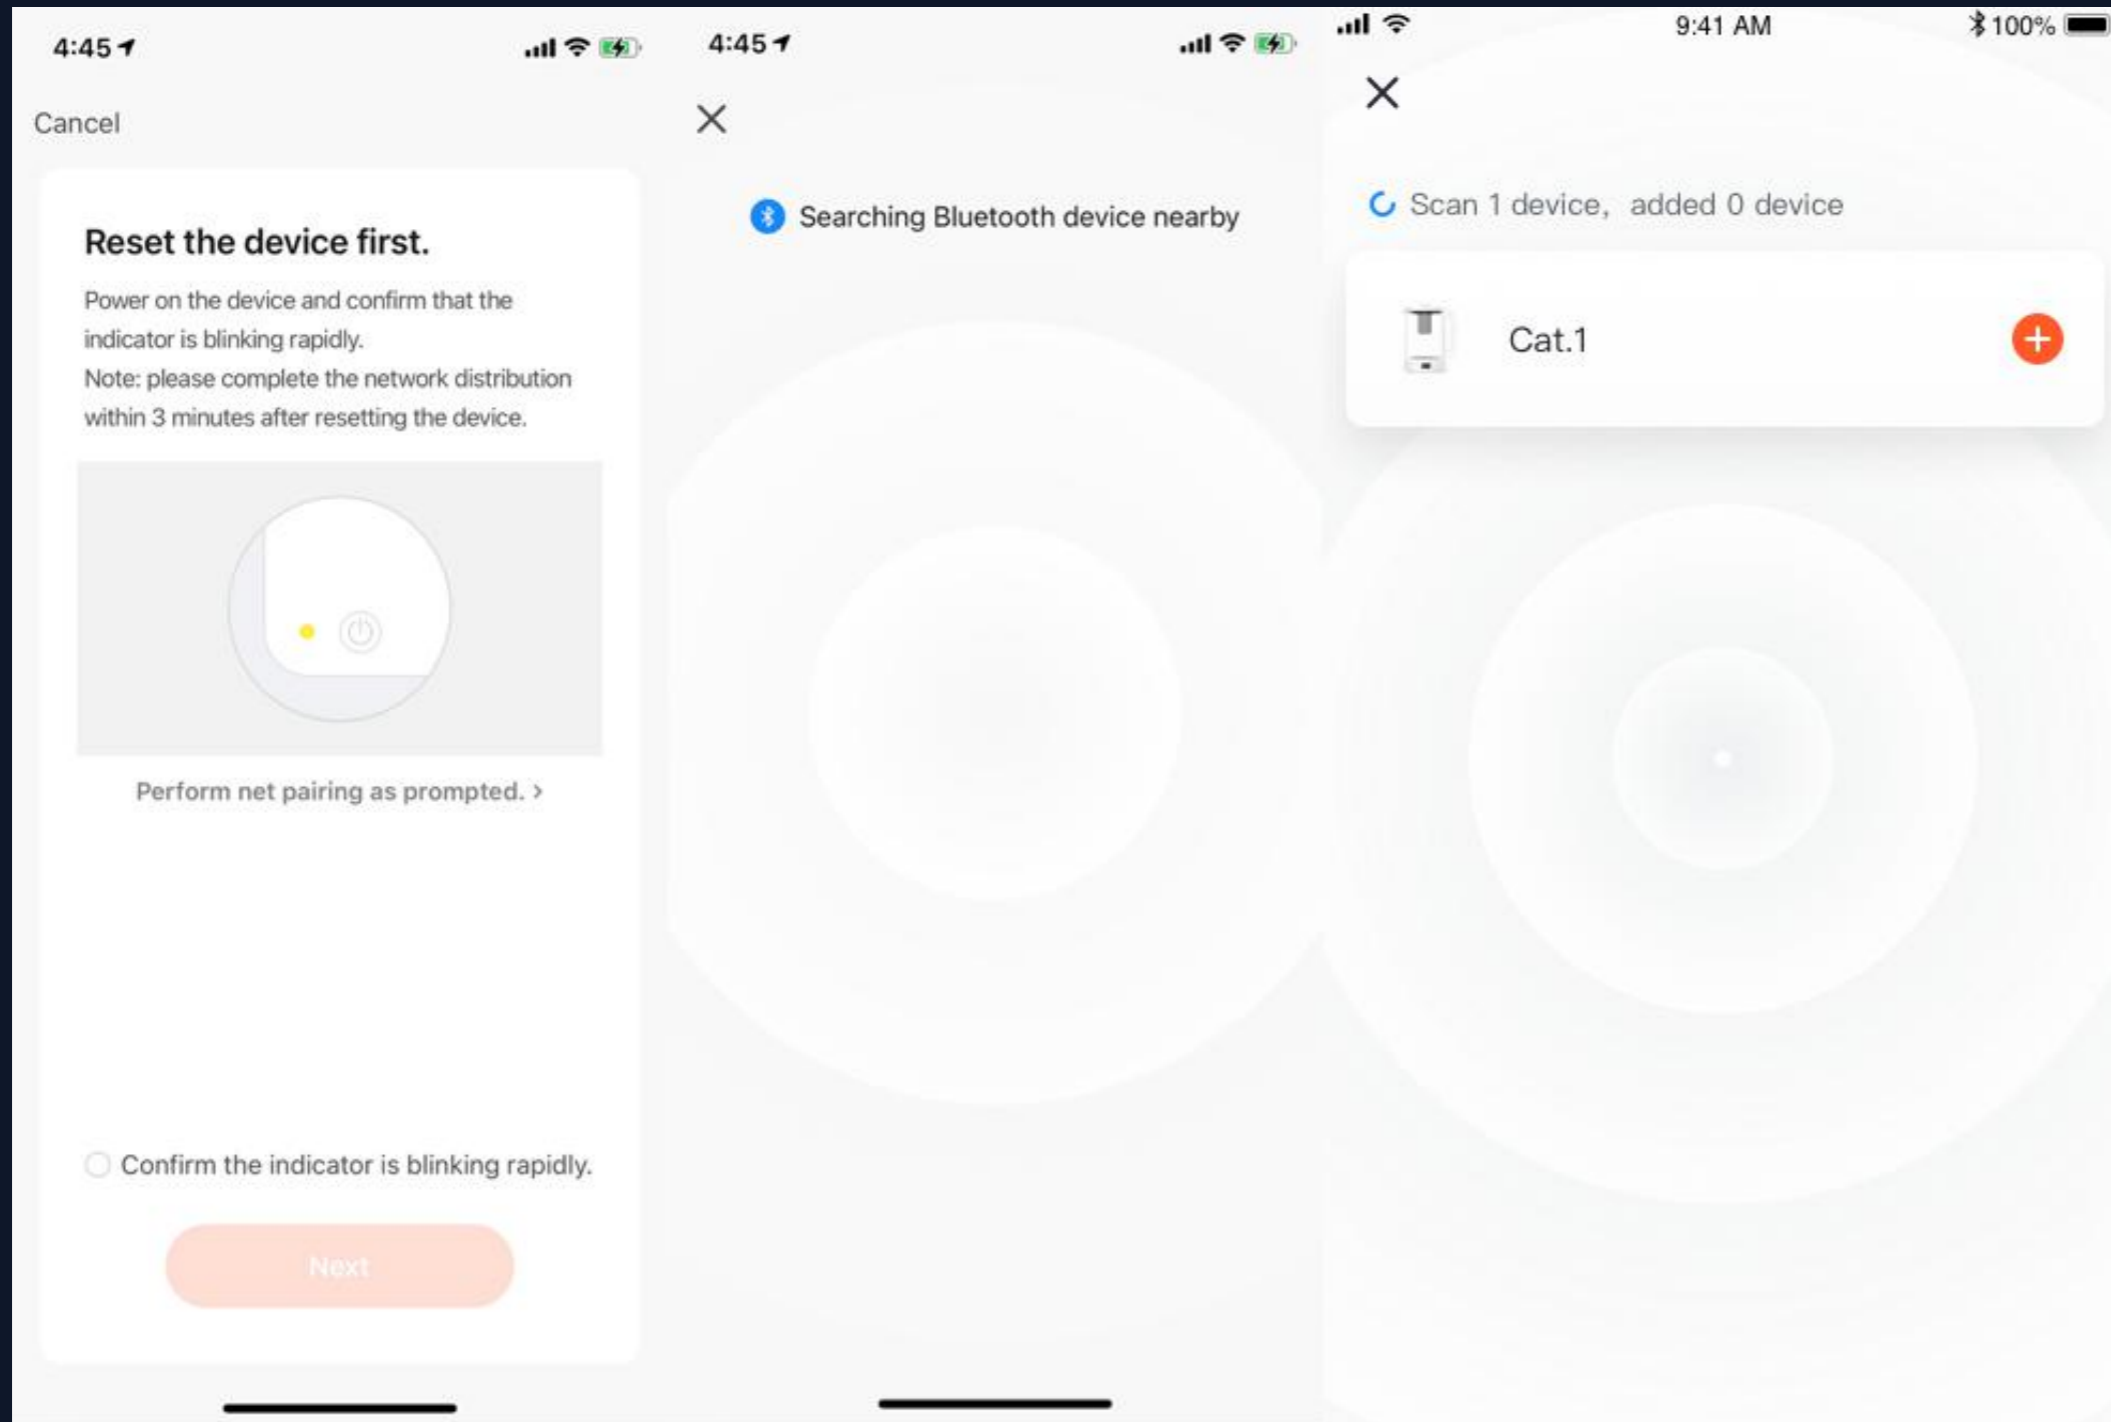 4:45
Cancel
Reset the device first.
Power on the device and confirm that the
indicator is blinking rapidly.
Note: please complete the network distribution
within 3 minutes after resetting the device.
Perform net pairing as prompted. >
Confirm the indicator is blinking rapidly.
Next
4:45
Searching Bluetooth device nearby
9:41 AM
100%
Scan 1 device, added 0 device
Cat.1